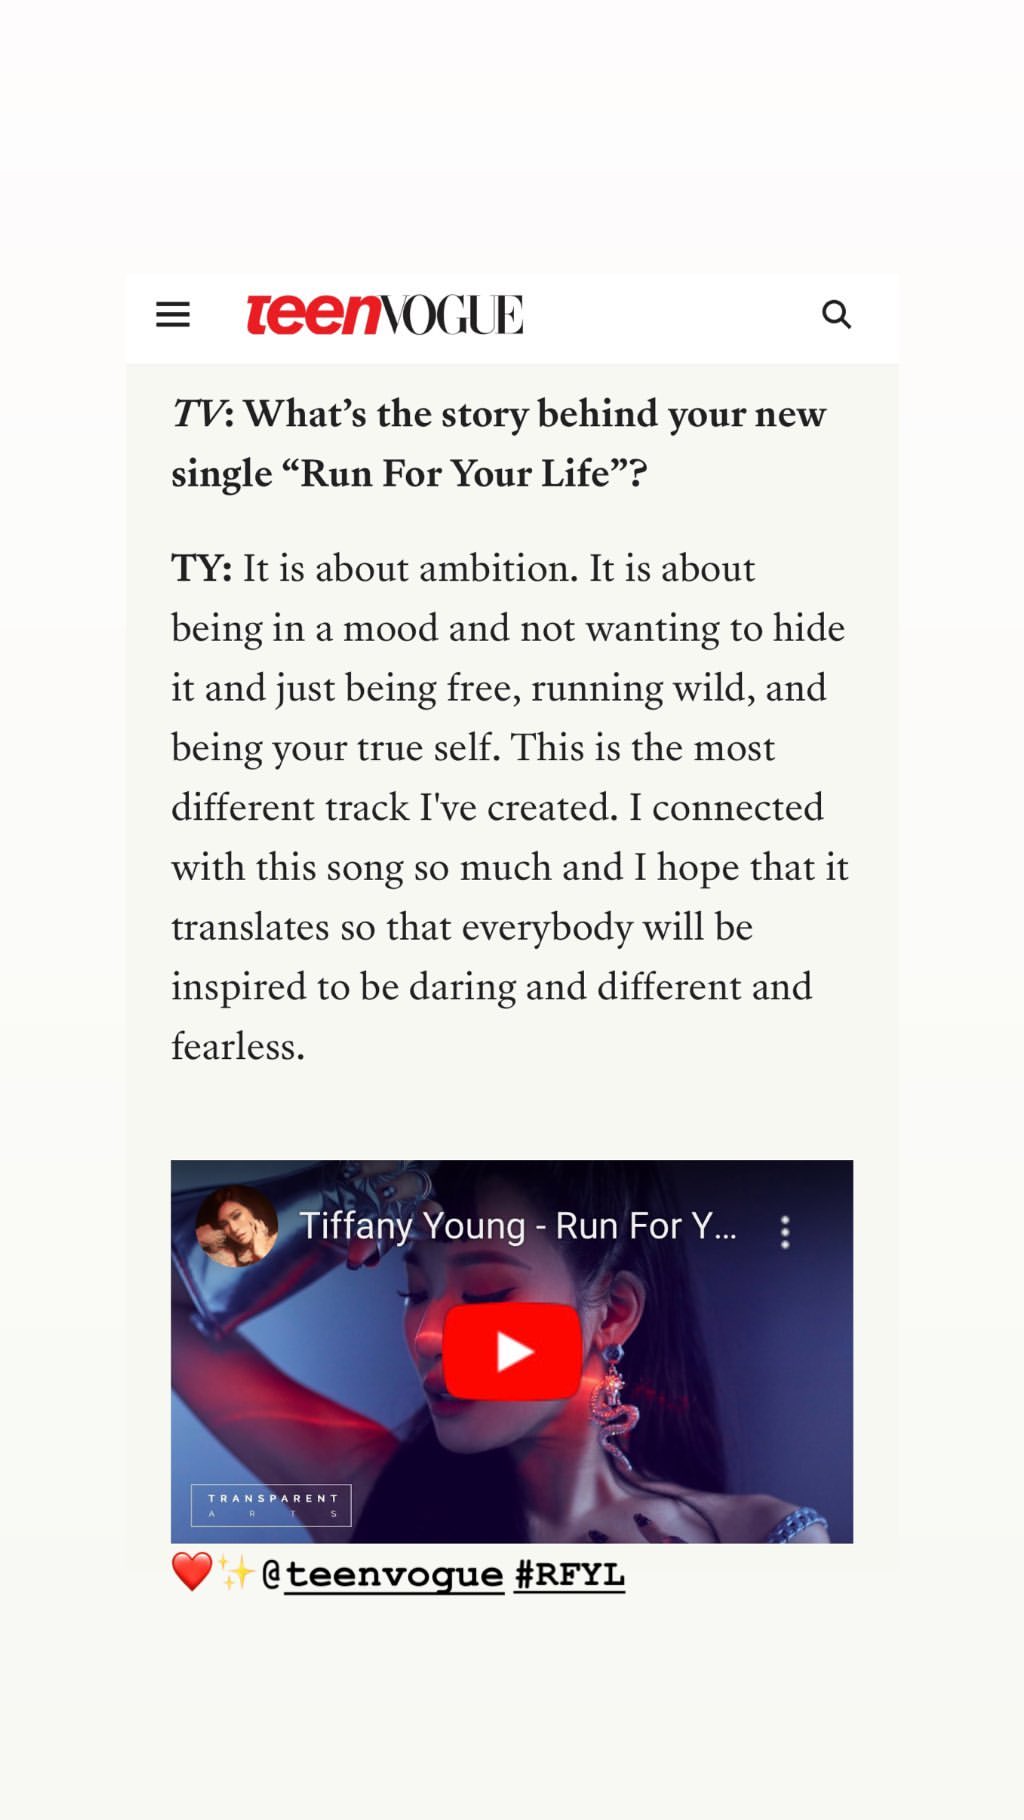 teenVOGUE
TV: What’s the story behind your new
single “Run For Your Life”?
TY: It is about ambition. It is about
being in a mood and not wanting to hide
it and just being free, running wild, and
being your true self. This is the most
different track I've created. I connected
with this song so much and I hope that it
translates so that everybody will be
inspired to be daring and different and
fearless.
Tiffany Young - Run For Y...
TRANSPARENT
ARTS
❤️✨@teenvogue #RFYL